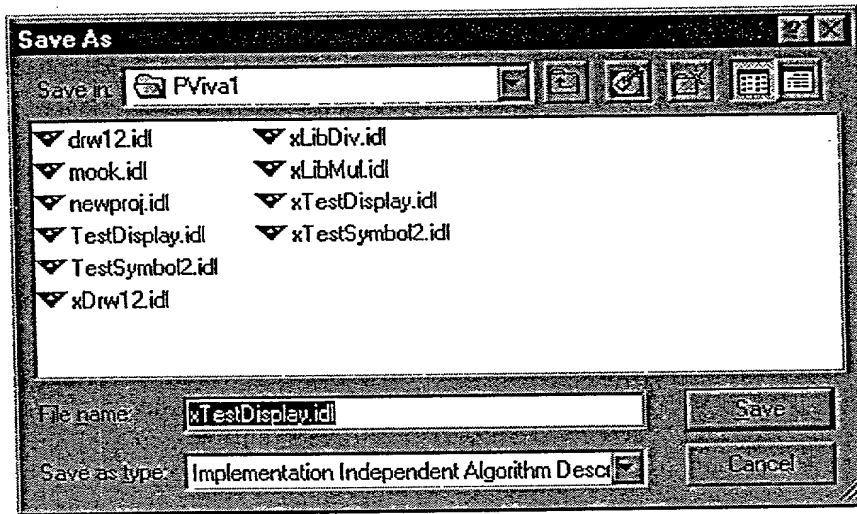 Save As
Save in: PViva1
drw12.idl
mook.idl
newproj.idl
TestDisplay.idl
TestSymbol2.idl
xDrw12.idl
xLibDiv.idl
xLibMul.idl
xTestDisplay.idl
xTestSymbol2.idl
File name: xTestDisplay.idl
Save
Save as type: Implementation Independent Algorithm Descr
Cancel